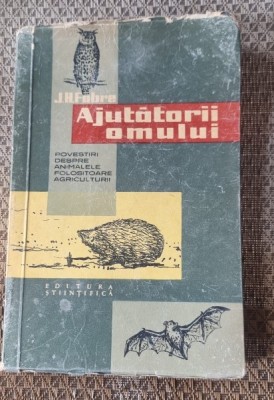 J.H.Fabre
Ajutătorii
omului
POVESTIRI
DESPRE
ANIMALELE
FOLOSITOARE
AGRICULTURII
EDITURA
ȘTIINȚIFICĂ